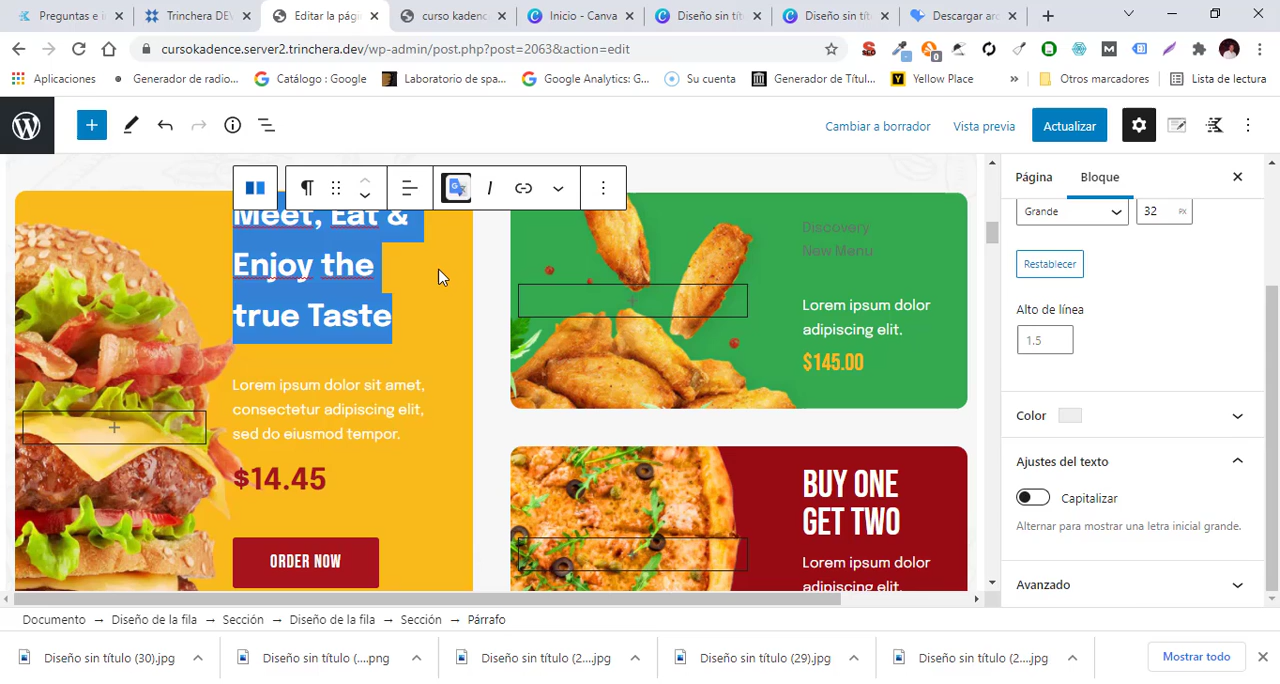 Preguntas e i
Trinchera DE\
Editar la pági
curso kadenc
Inicio - Canva
Diseño sin tít
Diseño sin tít
Descargar arc
cursokadence.server2.trinchera.dev/wp-admin/post.php?post=2063&action=edit
Aplicaciones
Generador de radio...
Catálogo : Google
Laboratorio de spa...
Google Analytics: G...
Su cuenta
Generador de Títul...
Yellow Place
»
Otros marcadores
Lista de lectura
Cambiar a borrador
Vista previa
Actualizar
Página
Bloque
Grande
32 PX
Restablecer
Alto de línea
1.5
Color
Ajustes del texto
Capitalizar
Alternar para mostrar una letra inicial grande.
Avanzado
Meet, Eat &
Enjoy the
true Taste
Lorem ipsum dolor sit amet,
consectetur adipiscing elit,
sed do eiusmod tempor.
$14.45
ORDER NOW
Discovery
New Menu
Lorem ipsum dolor
adipiscing elit.
$145.00
BUY ONE
GET TWO
Lorem ipsum dolor
adipiscing elit.
Documento → Diseño de la fila → Sección → Diseño de la fila → Sección → Párrafo
Diseño sin título (30).jpg
Diseño sin título (....png
Diseño sin título (2....jpg
Diseño sin título (29).jpg
Diseño sin título (2....jpg
Mostrar todo